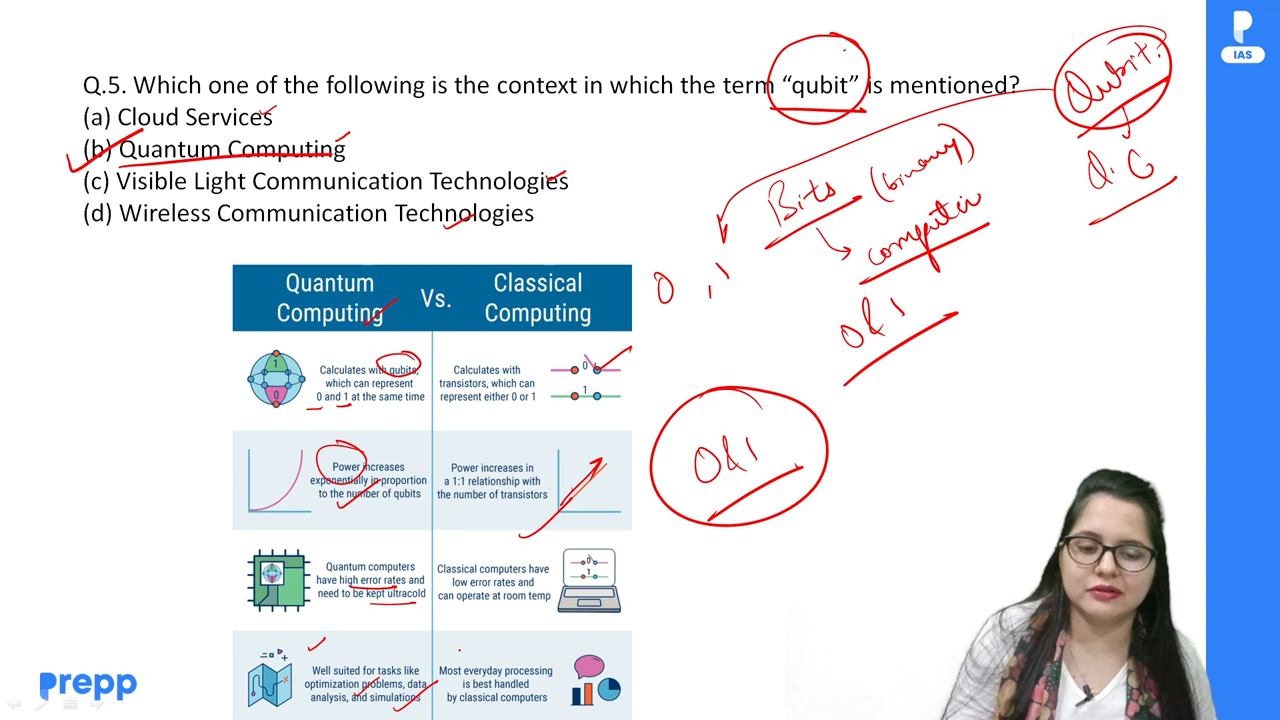 IAS
Q.5. Which one of the following is the context in which the term “qubit” is mentioned?
(a) Cloud Services
(b) Quantum Computing
(c) Visible Light Communication Technologies
(d) Wireless Communication Technologies
Qubit
Q.C
Bits (binary)
0, 1
0 & 1
0 & 1
Quantum
Computing
Vs.
Classical
Computing
1
0
Calculates with qubits,
which can represent
0 and 1 at the same time
Calculates with
transistors, which can
represent either 0 or 1
0
1
Power increases
exponentially in proportion
to the number of qubits
Power increases in
a 1:1 relationship with
the number of transistors
Quantum computers
have high error rates and
need to be kept ultracold
Classical computers have
low error rates and
can operate at room temp
0
1
Well suited for tasks like
optimization problems, data
analysis, and simulations
Most everyday processing
is best handled
by classical computers
prepp